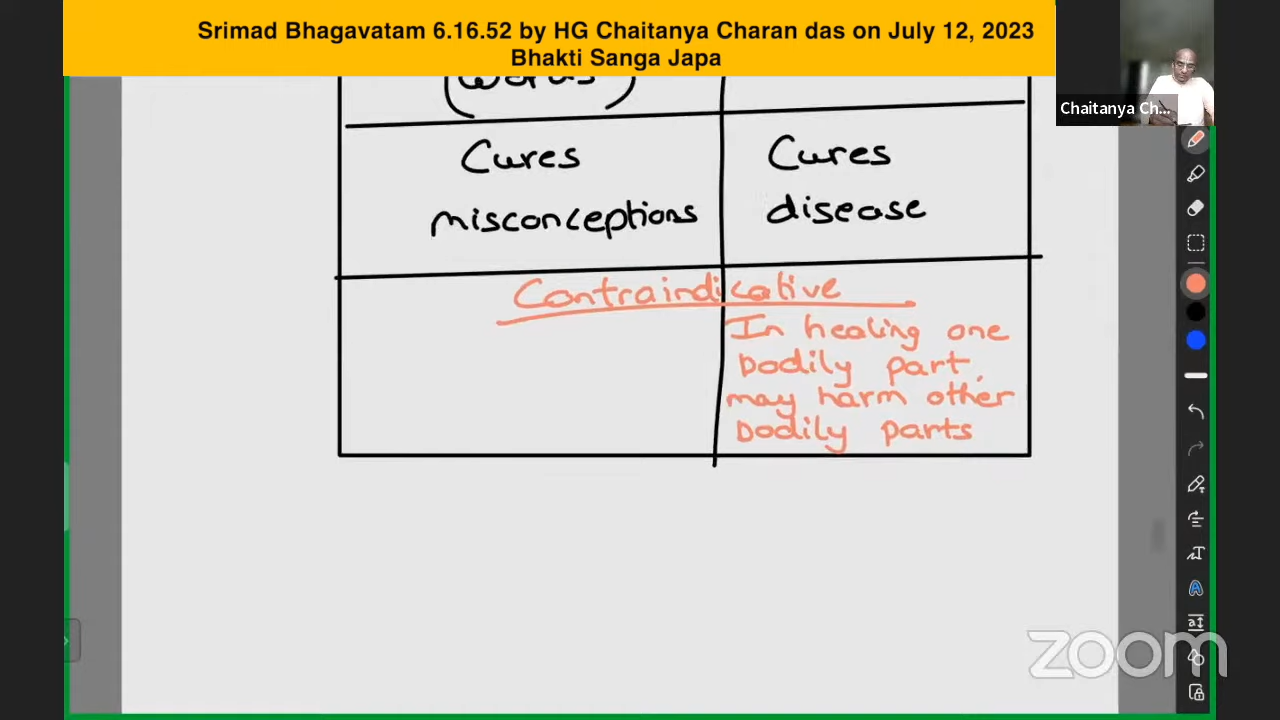 Srimad Bhagavatam 6.16.52 by HG Chaitanya Charan das on July 12, 2023
Bhakti Sanga Japa
Chaitanya Ch...
(Words)
Cures
misconceptions
Cures
disease
Contraindicative
In healing one
bodily part,
may harm other
bodily parts
zoom